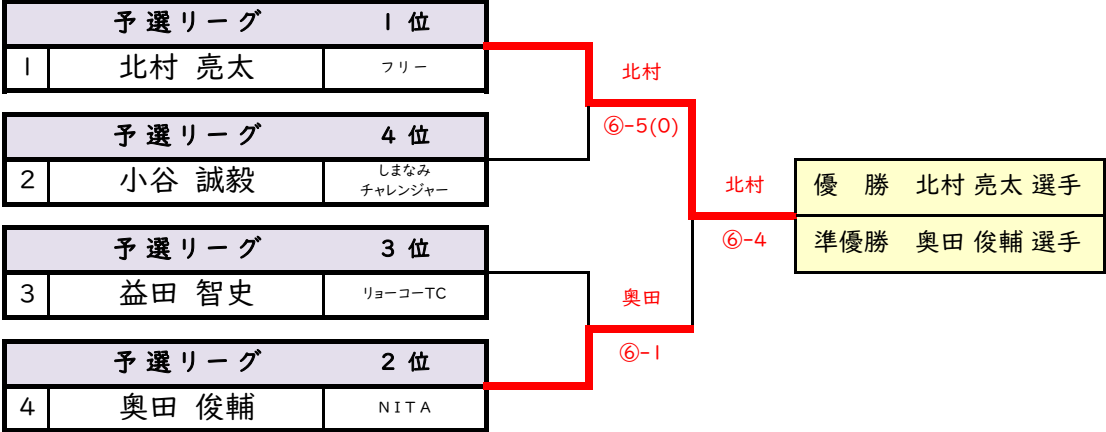 予選リーグ 1 位
1 北村 亮太 フリー
予選リーグ 4 位
2 小谷 誠毅 しまなみ
チャレンジャー
予選リーグ 3 位
3 益田 智史 リョーコーTC
予選リーグ 2 位
4 奥田 俊輔 NITA
北村
⑥-5(0)
奥田
⑥-1
北村
⑥-4
優 勝 北村 亮太 選手
準優勝 奥田 俊輔 選手